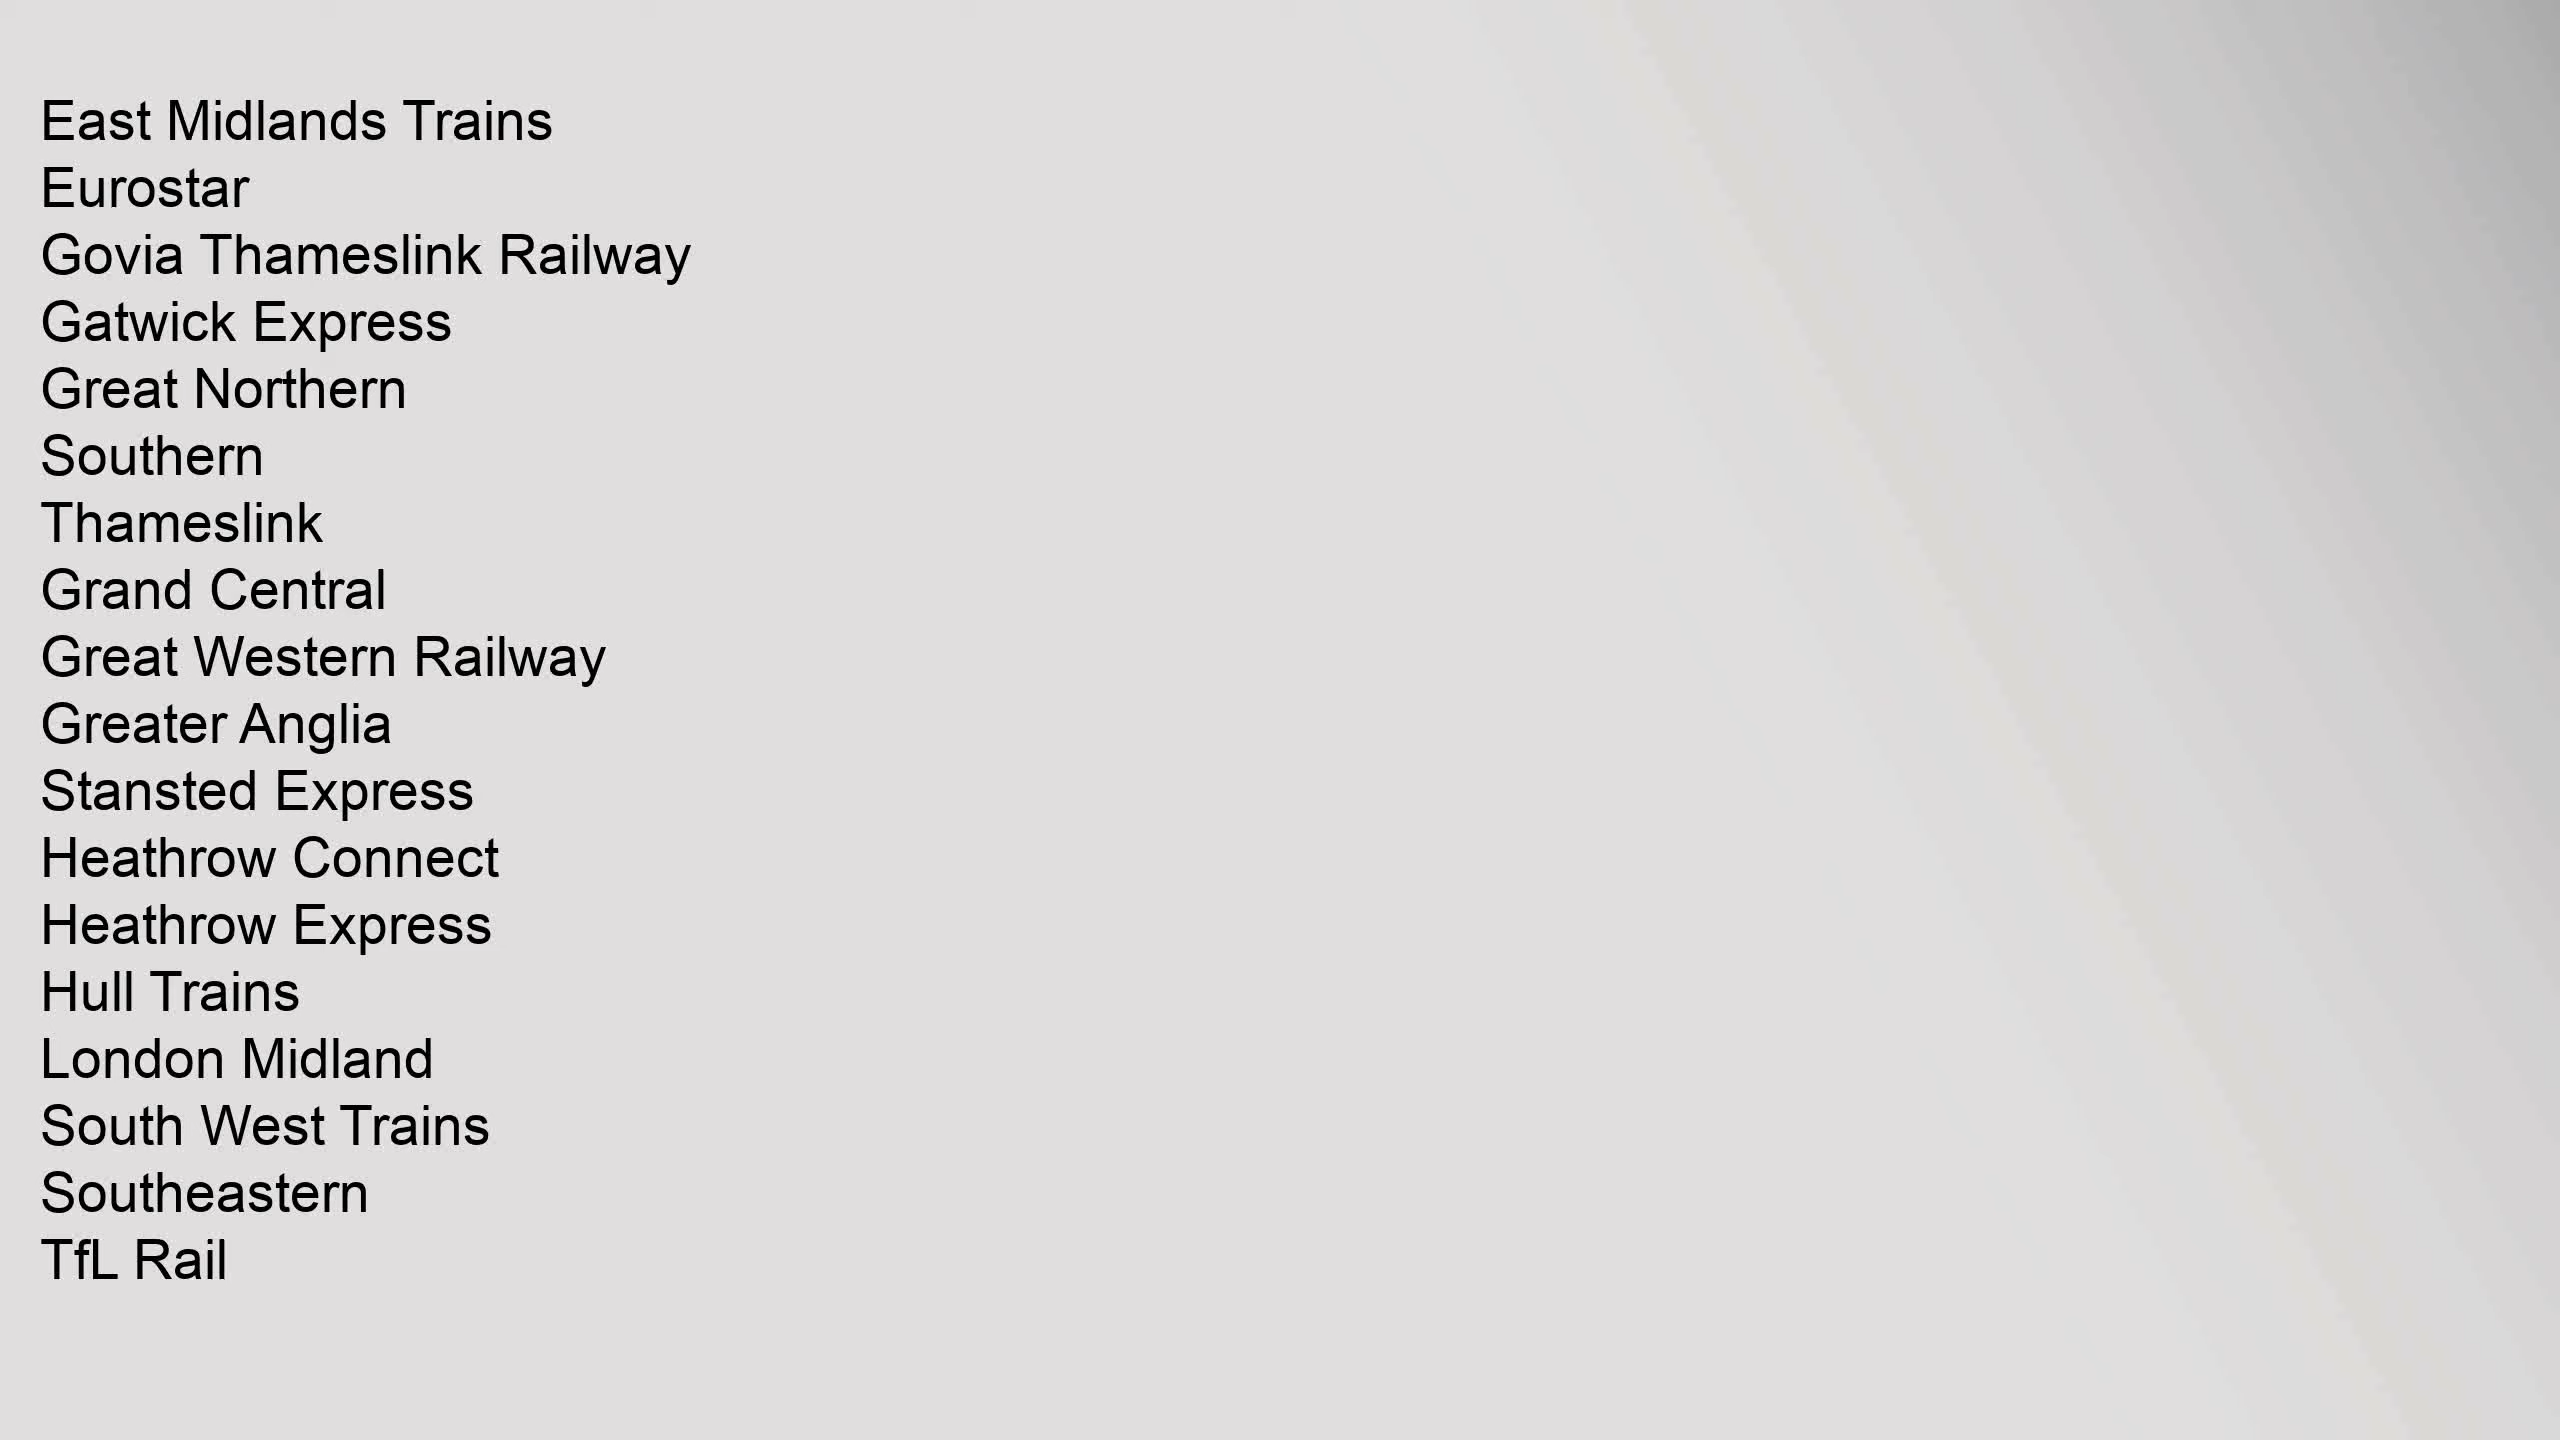 East Midlands Trains
Eurostar
Govia Thameslink Railway
Gatwick Express
Great Northern
Southern
Thameslink
Grand Central
Great Western Railway
Greater Anglia
Stansted Express
Heathrow Connect
Heathrow Express
Hull Trains
London Midland
South West Trains
Southeastern
TfL Rail